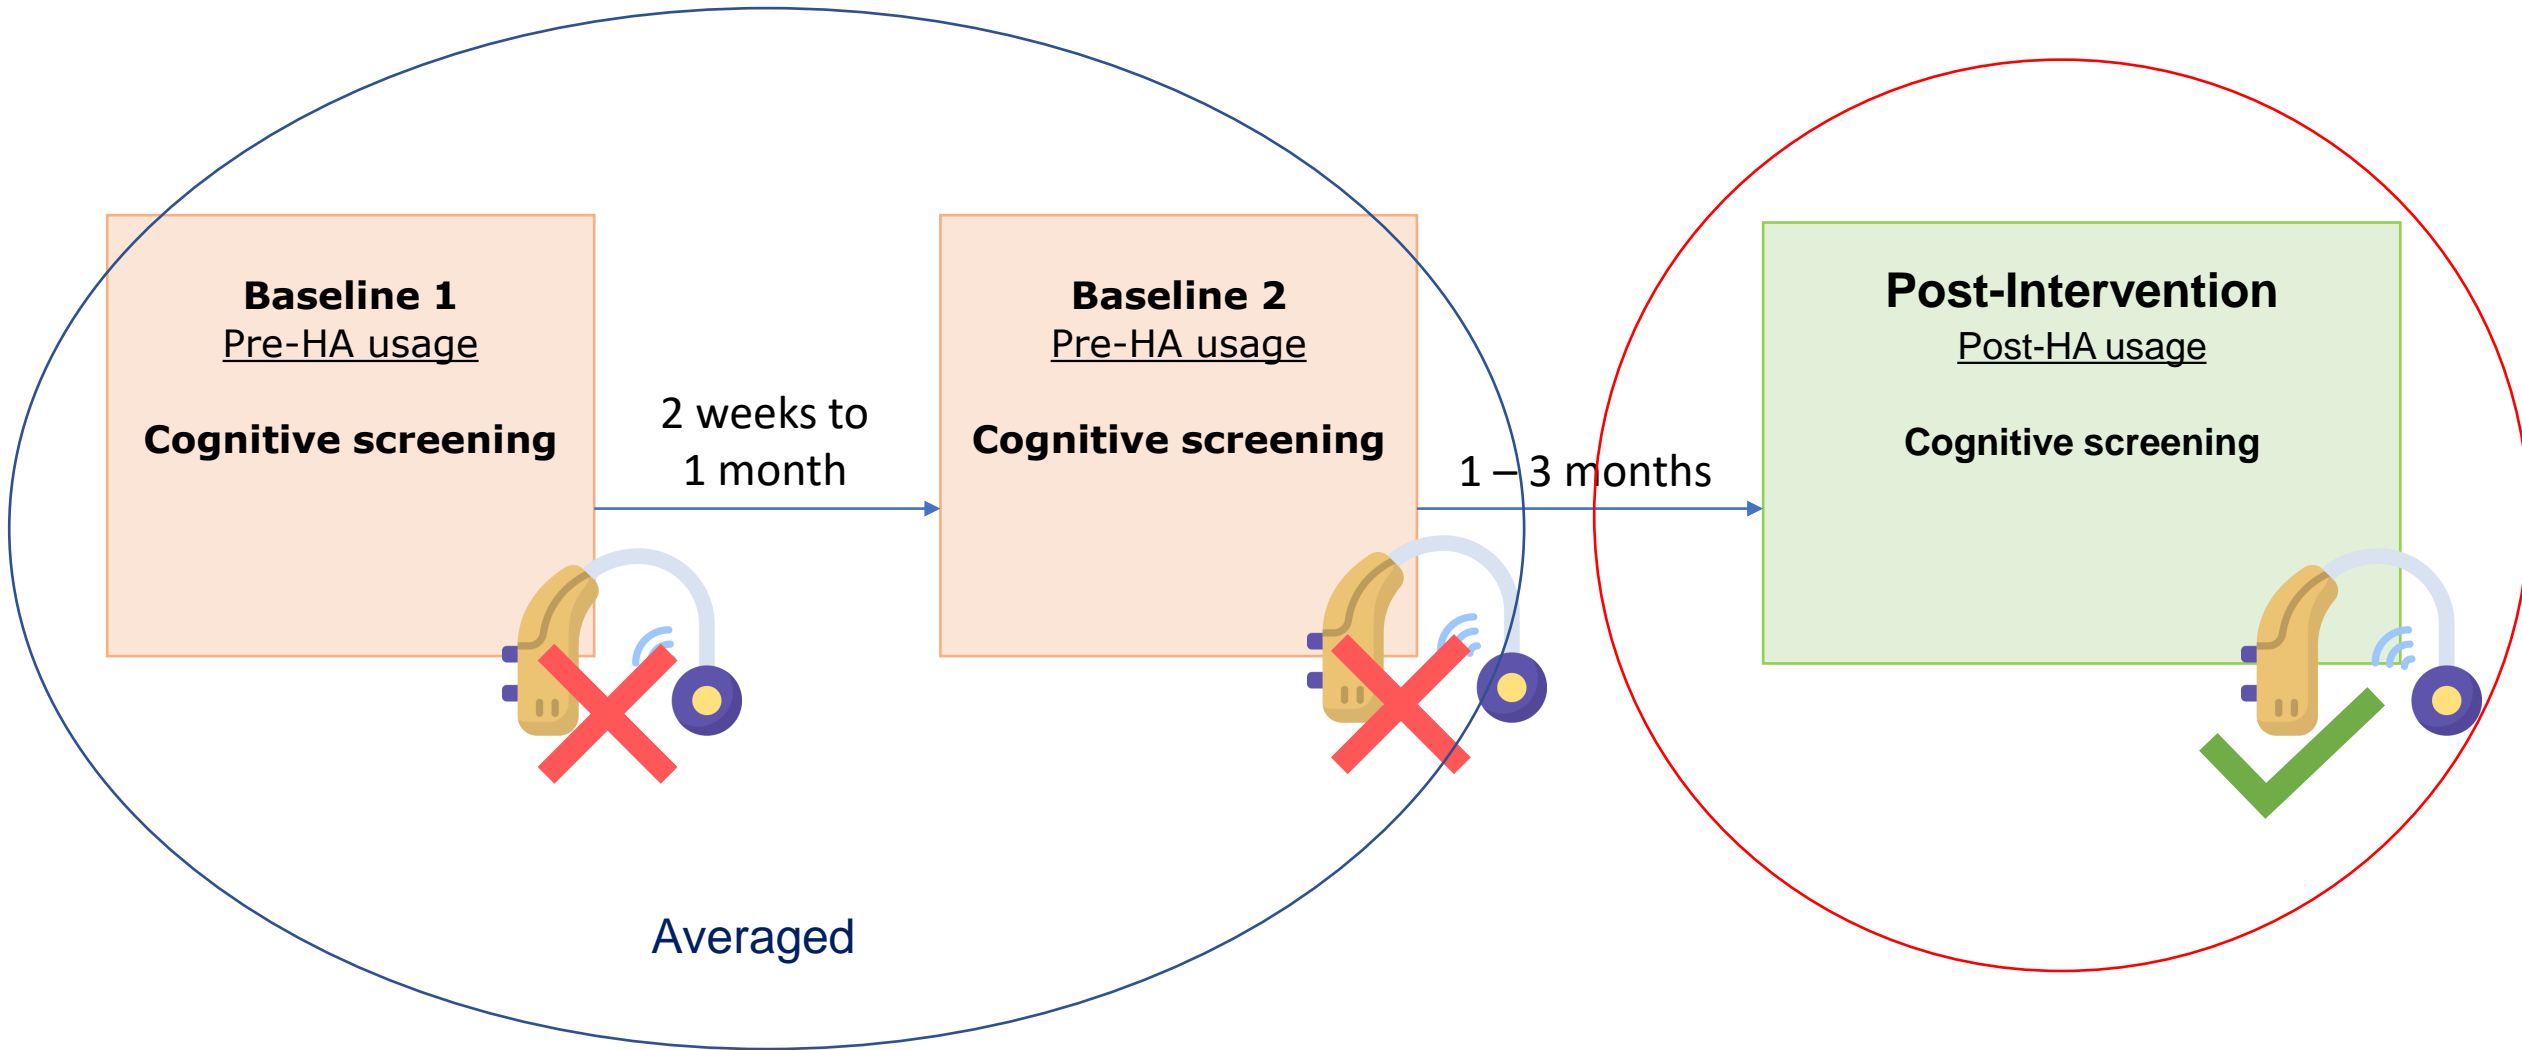 Baseline 1
Pre-HA usage
Cognitive screening
2 weeks to
1 month
Baseline 2
Pre-HA usage
Cognitive screening
1 – 3 months
Post-Intervention
Post-HA usage
Cognitive screening
Averaged